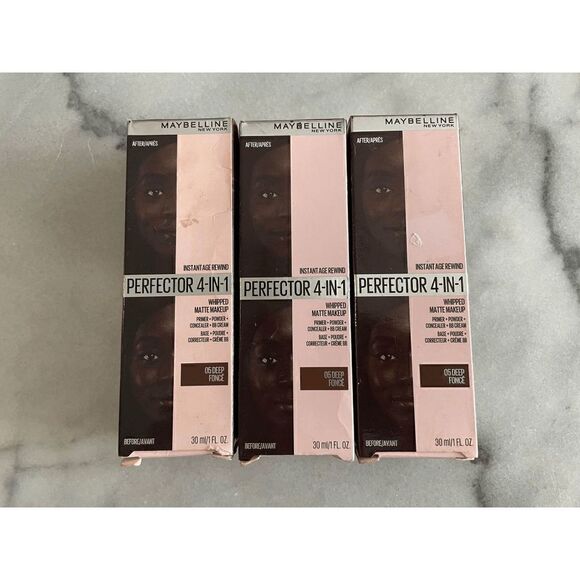 MAYBELLINE
NEW YORK
AFTER/APRÈS
INSTANT AGE REWIND
PERFECTOR 4-IN-1
WHIPPED
MATTE MAKEUP
PRIMER + POWDER +
CONCEALER + BB CREAM
BASE + POUDRE +
CORRECTEUR + CRÈME BB
05 DEEP
FONCÉ
BEFORE/AVANT
30 ml/1 FL. OZ.
MAYBELLINE
NEW YORK
AFTER/APRÈS
INSTANT AGE REWIND
PERFECTOR 4-IN-1
WHIPPED
MATTE MAKEUP
PRIMER + POWDER +
CONCEALER + BB CREAM
BASE + POUDRE +
CORRECTEUR + CRÈME BB
05 DEEP
FONCÉ
BEFORE/AVANT
30 ml/1 FL. OZ.
MAYBELLINE
NEW YORK
AFTER/APRÈS
INSTANT AGE REWIND
PERFECTOR 4-IN-1
WHIPPED
MATTE MAKEUP
PRIMER + POWDER +
CONCEALER + BB CREAM
BASE + POUDRE +
CORRECTEUR + CRÈME BB
05 DEEP
FONCÉ
BEFORE/AVANT
30 ml/1 FL. OZ.